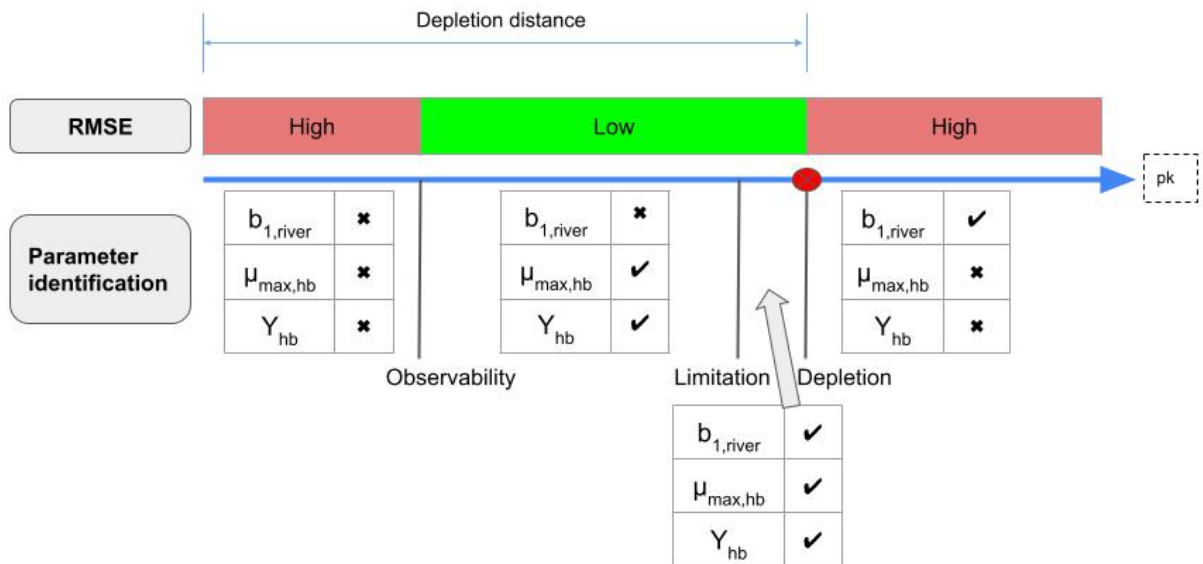 Depletion distance
RMSE
High
Low
High
pk
Parameter
identification
b1,river ✖
μmax,hb ✖
Yhb ✖
b1,river ✖
μmax,hb ✔
Yhb ✔
b1,river ✔
μmax,hb ✖
Yhb ✖
Observability
Limitation
Depletion
b1,river ✔
μmax,hb ✔
Yhb ✔